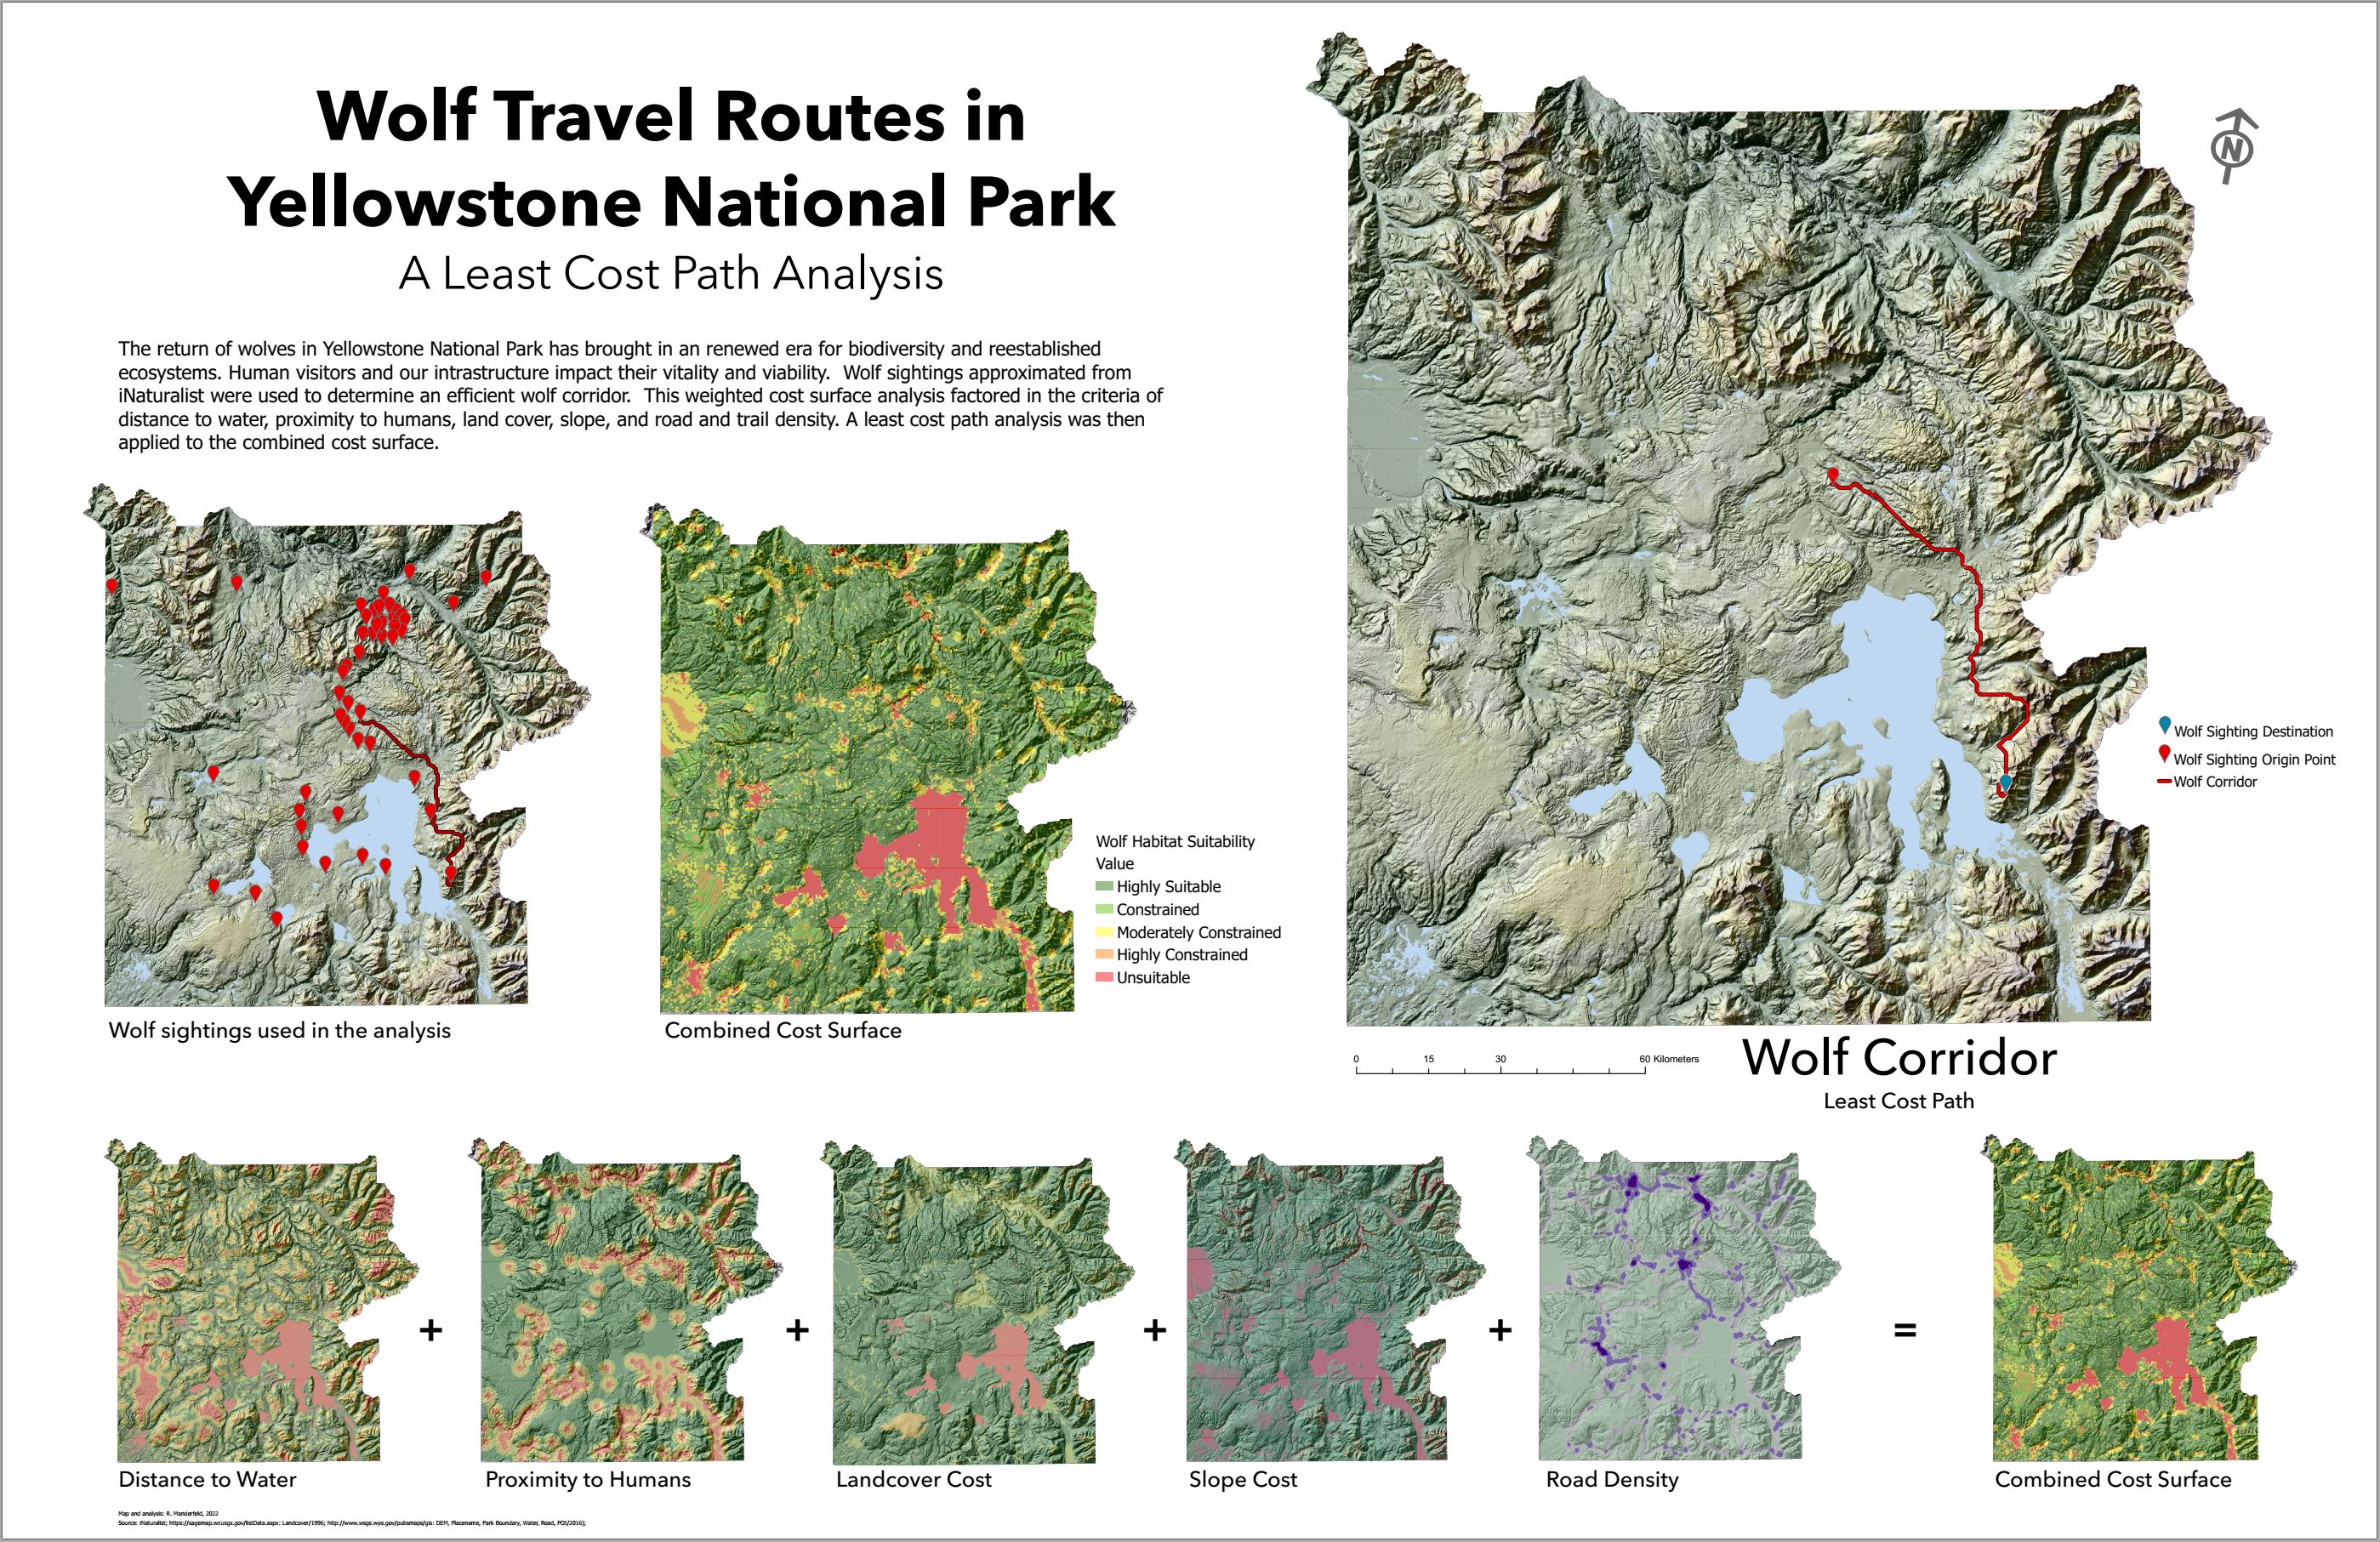 Wolf Travel Routes in
Yellowstone National Park
A Least Cost Path Analysis
The return of wolves in Yellowstone National Park has brought in an renewed era for biodiversity and reestablished
ecosystems. Human visitors and our intrastructure impact their vitality and viability.  Wolf sightings approximated from
iNaturalist were used to determine an efficient wolf corridor.  This weighted cost surface analysis factored in the criteria of
distance to water, proximity to humans, land cover, slope, and road and trail density. A least cost path analysis was then
applied to the combined cost surface.
N
Wolf Sighting Destination
Wolf Sighting Origin Point
Wolf Corridor
Wolf Habitat Suitability
Value
Highly Suitable
Constrained
Moderately Constrained
Highly Constrained
Unsuitable
Wolf sightings used in the analysis
Combined Cost Surface
0 15 30 60 Kilometers
Wolf Corridor
Least Cost Path
+ + + + =
Distance to Water
Proximity to Humans
Landcover Cost
Slope Cost
Road Density
Combined Cost Surface
Map and analysis: R. Manderfeld, 2022
Source: iNaturalist; https://sagemap.wr.usgs.gov/listData.aspx: Landcover/1996; http://www.wsgs.wyo.gov/pubsmaps/gis: DEM, Placename, Park Boundary, Water, Road, POI/2016);